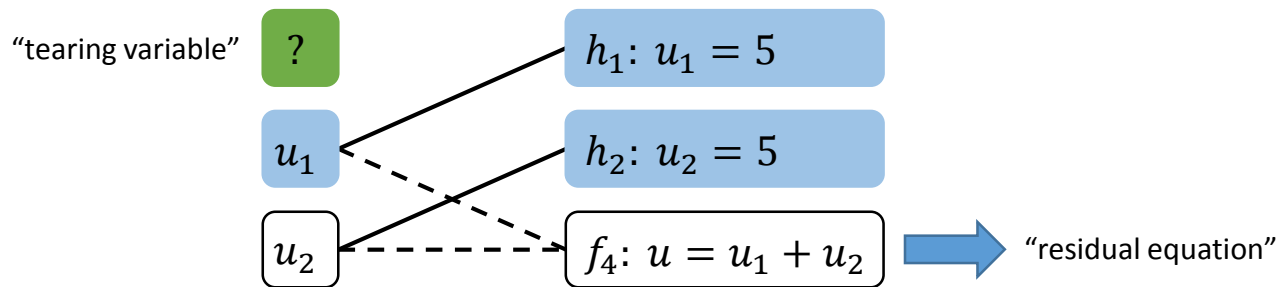 “tearing variable” ? h₁: u₁ = 5
u₁ h₂: u₂ = 5
u₂ f₄: u = u₁ + u₂ “residual equation”